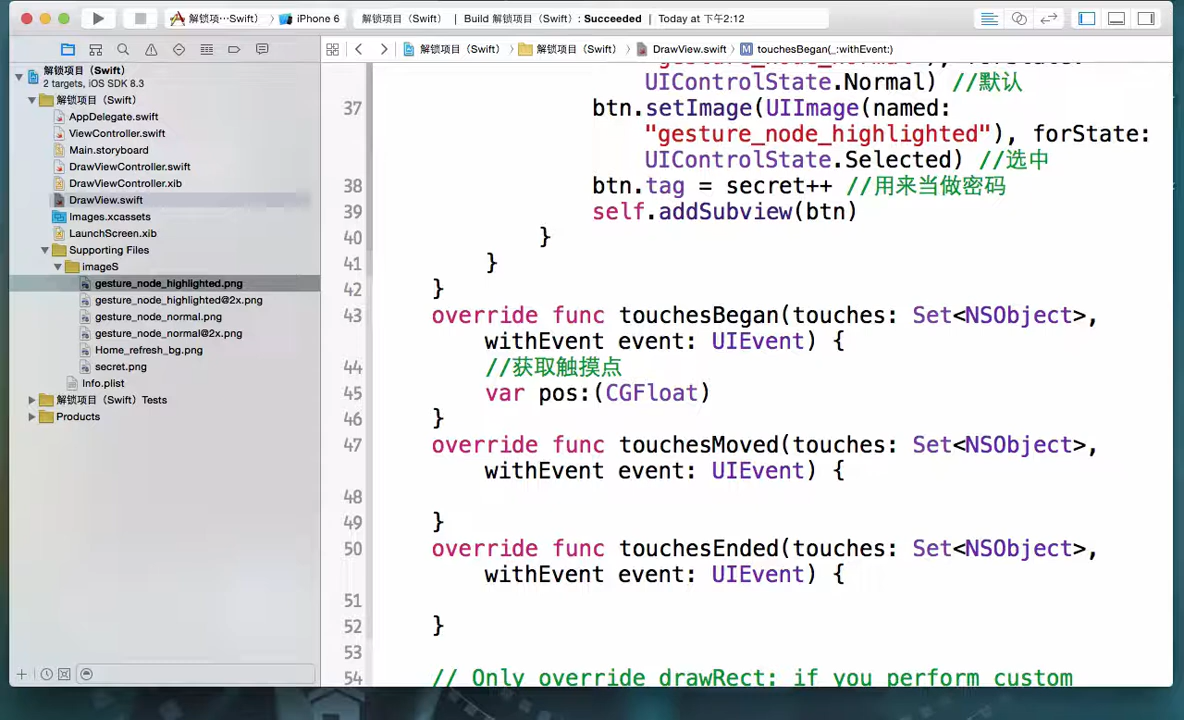 解锁项···Swift） iPhone 6 解锁项目（Swift） | Build 解锁项目（Swift）: Succeeded | Today at 下午2:12
解锁项目（Swift） 解锁项目（Swift） DrawView.swift M touchesBegan(_:withEvent:)
解锁项目（Swift）
2 targets, iOS SDK 8.3
解锁项目（Swift）
AppDelegate.swift
ViewController.swift
Main.storyboard
DrawViewController.swift
DrawViewController.xib
DrawView.swift
Images.xcassets
LaunchScreen.xib
Supporting Files
imageS
gesture_node_highlighted.png
gesture_node_highlighted@2x.png
gesture_node_normal.png
gesture_node_normal@2x.png
Home_refresh_bg.png
secret.png
Info.plist
解锁项目（Swift）Tests
Products
"gesture_node_normal"), forState:
UIControlState.Normal) //默认
37 btn.setImage(UIImage(named:
"gesture_node_highlighted"), forState:
UIControlState.Selected) //选中
38 btn.tag = secret++ //用来当做密码
39 self.addSubview(btn)
40 }
41 }
42 }
43 override func touchesBegan(touches: Set<NSObject>,
withEvent event: UIEvent) {
44 //获取触摸点
45 var pos:(CGFloat)
46 }
47 override func touchesMoved(touches: Set<NSObject>,
withEvent event: UIEvent) {
48
49 }
50 override func touchesEnded(touches: Set<NSObject>,
withEvent event: UIEvent) {
51
52 }
53
54 // Only override drawRect: if you perform custom